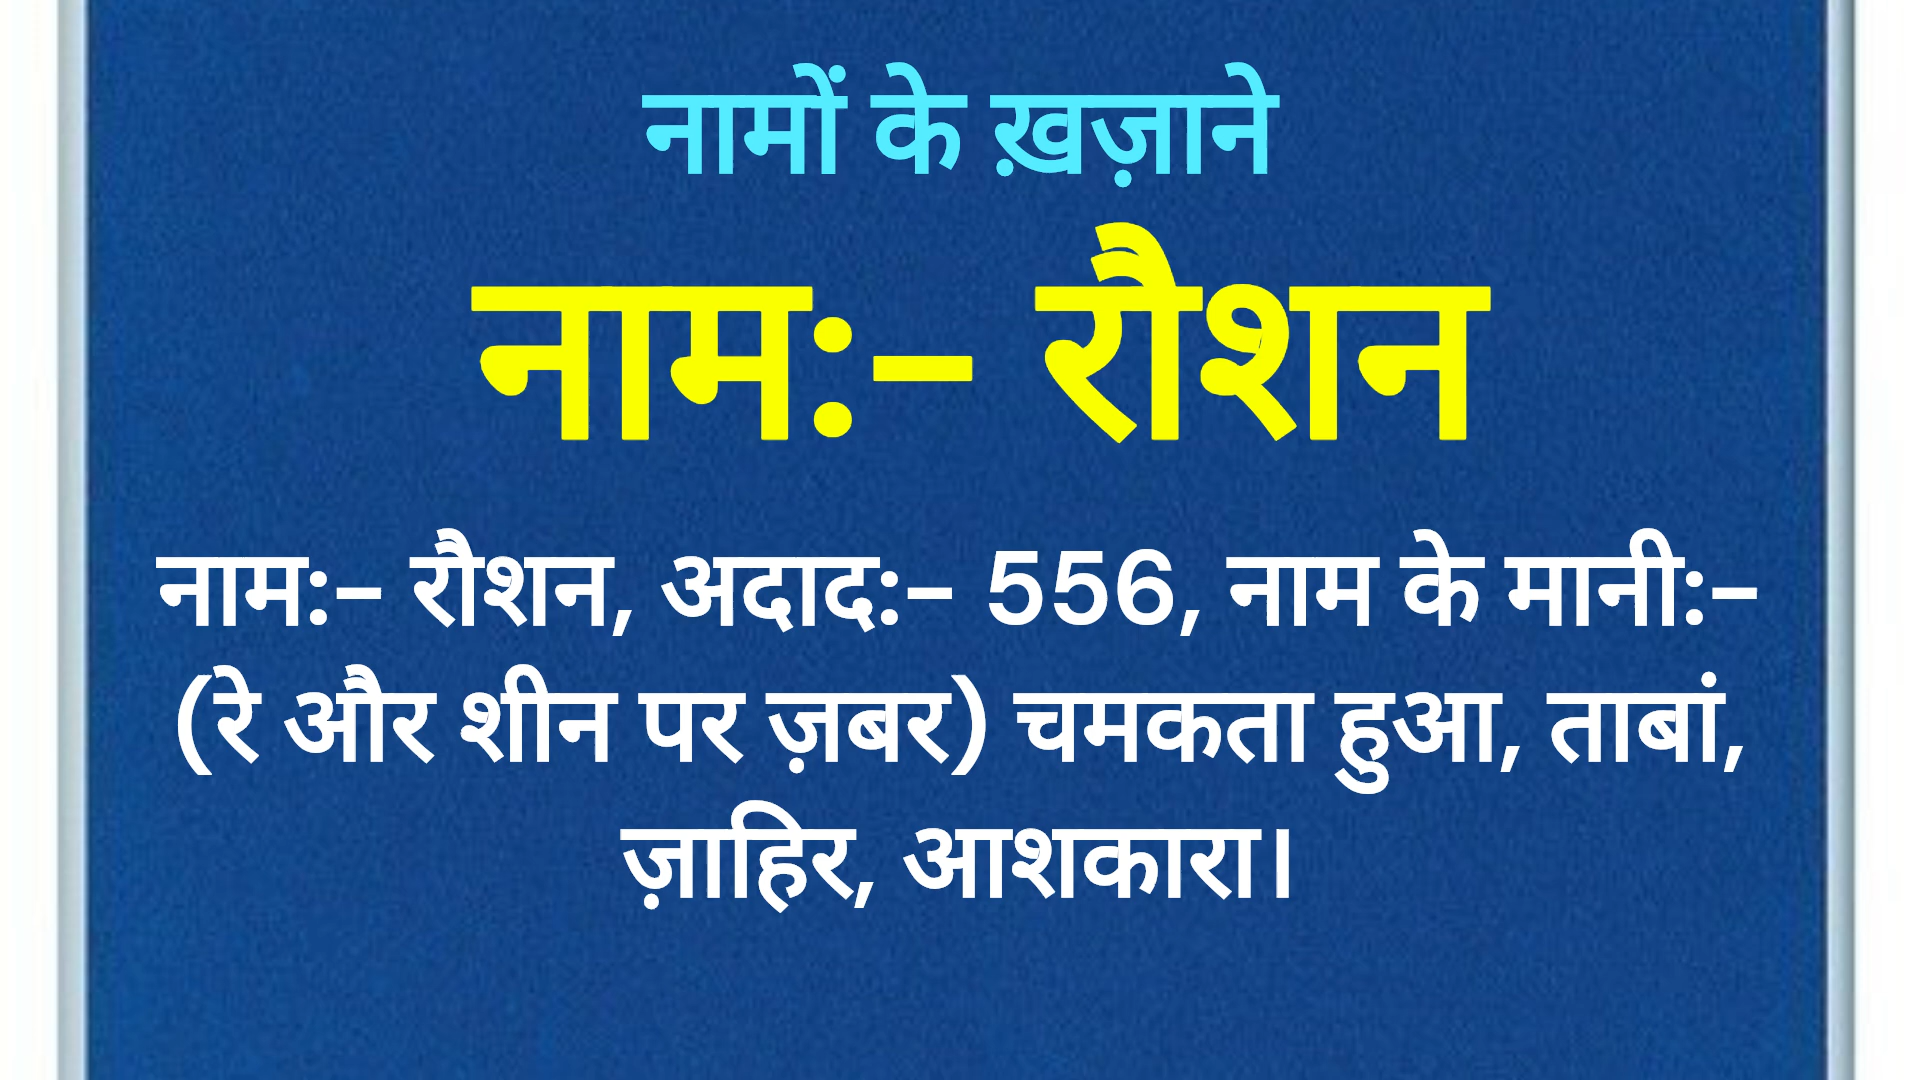 नामों के ख़ज़ाने
नाम:– रौशन
नाम:– रौशन, अदाद:– 556, नाम के मानी:–
(रे और शीन पर ज़बर) चमकता हुआ, ताबां,
ज़ाहिर, आशकारा।